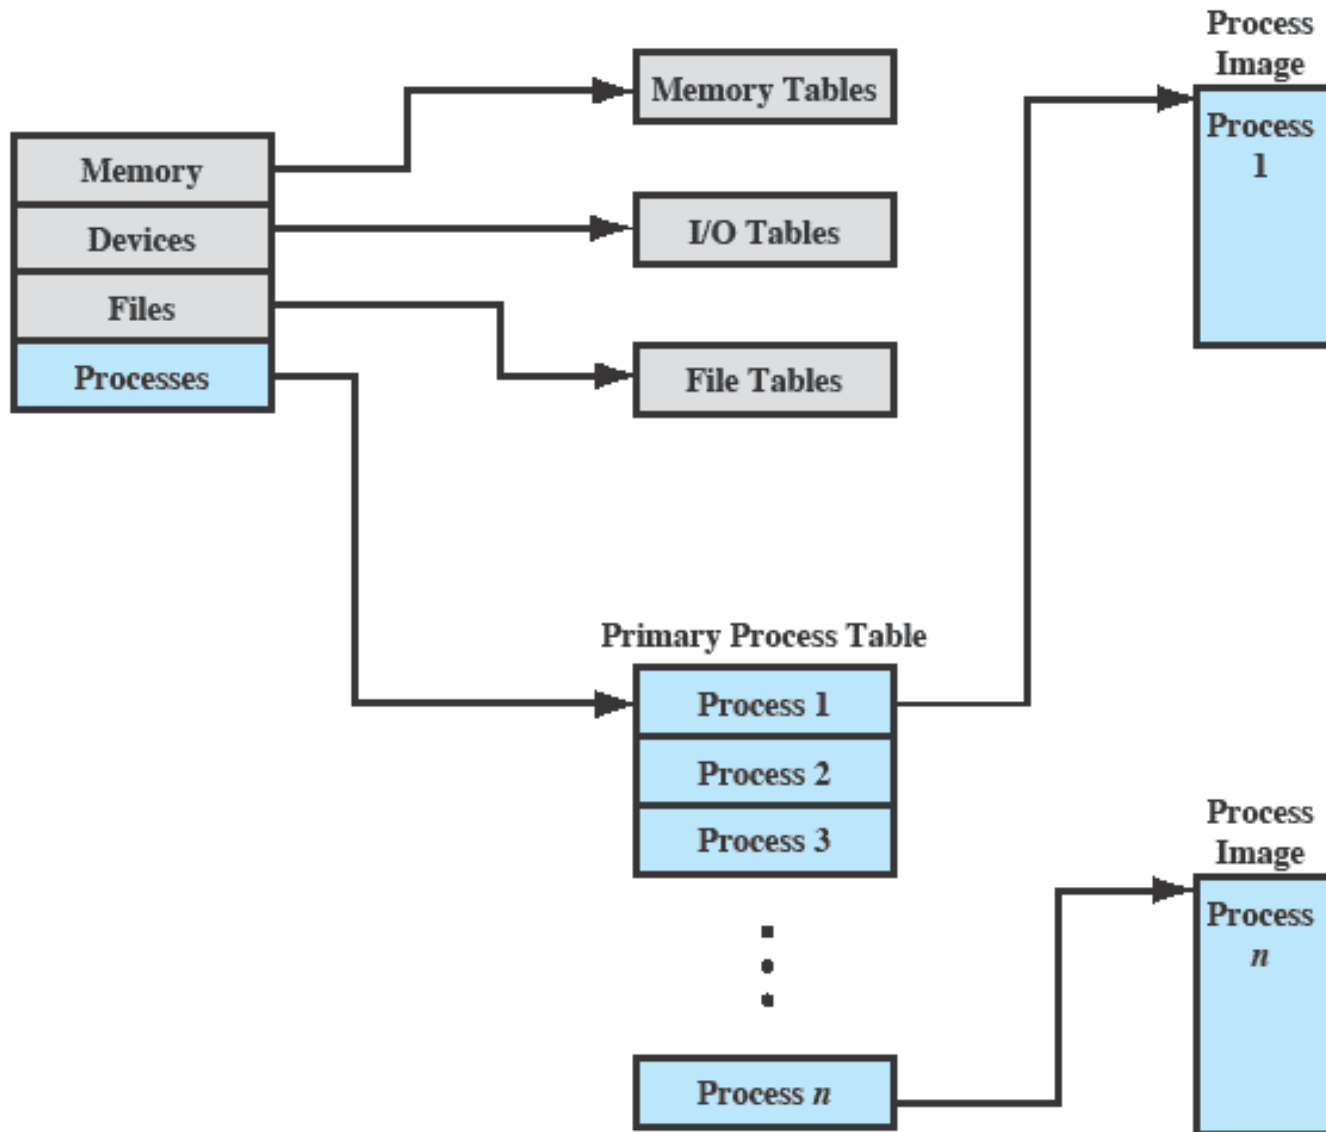 Memory
Devices
Files
Processes
Memory Tables
I/O Tables
File Tables
Primary Process Table
Process 1
Process 2
Process 3
Process n
Process
Image
Process
1
Process
Image
Process
n